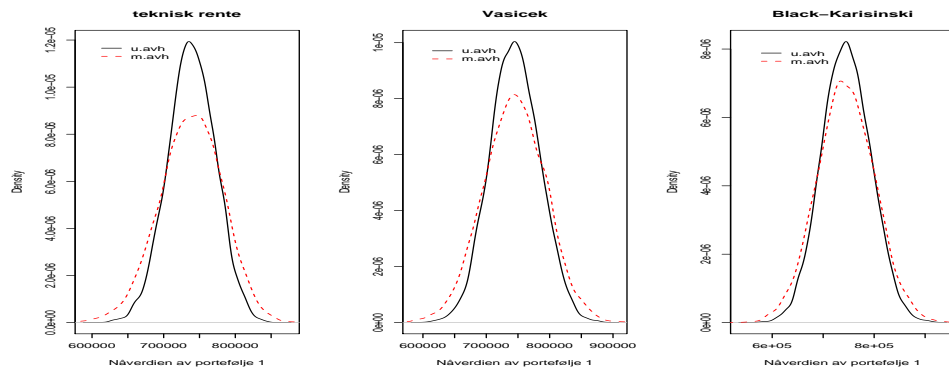 teknisk rente
u.avh
m.avh
Density
0.0e+00
2.0e-06
4.0e-06
6.0e-06
8.0e-06
1.0e-05
1.2e-05
600000
700000
800000
Nåverdien av portefølje 1
Vasicek
u.avh
m.avh
Density
0e+00
2e-06
4e-06
6e-06
8e-06
1e-05
600000
700000
800000
900000
Nåverdien av portefølje 1
Black−Karisinski
u.avh
m.avh
Density
0e+00
2e-06
4e-06
6e-06
8e-06
6e+05
8e+05
Nåverdien av portefølje 1